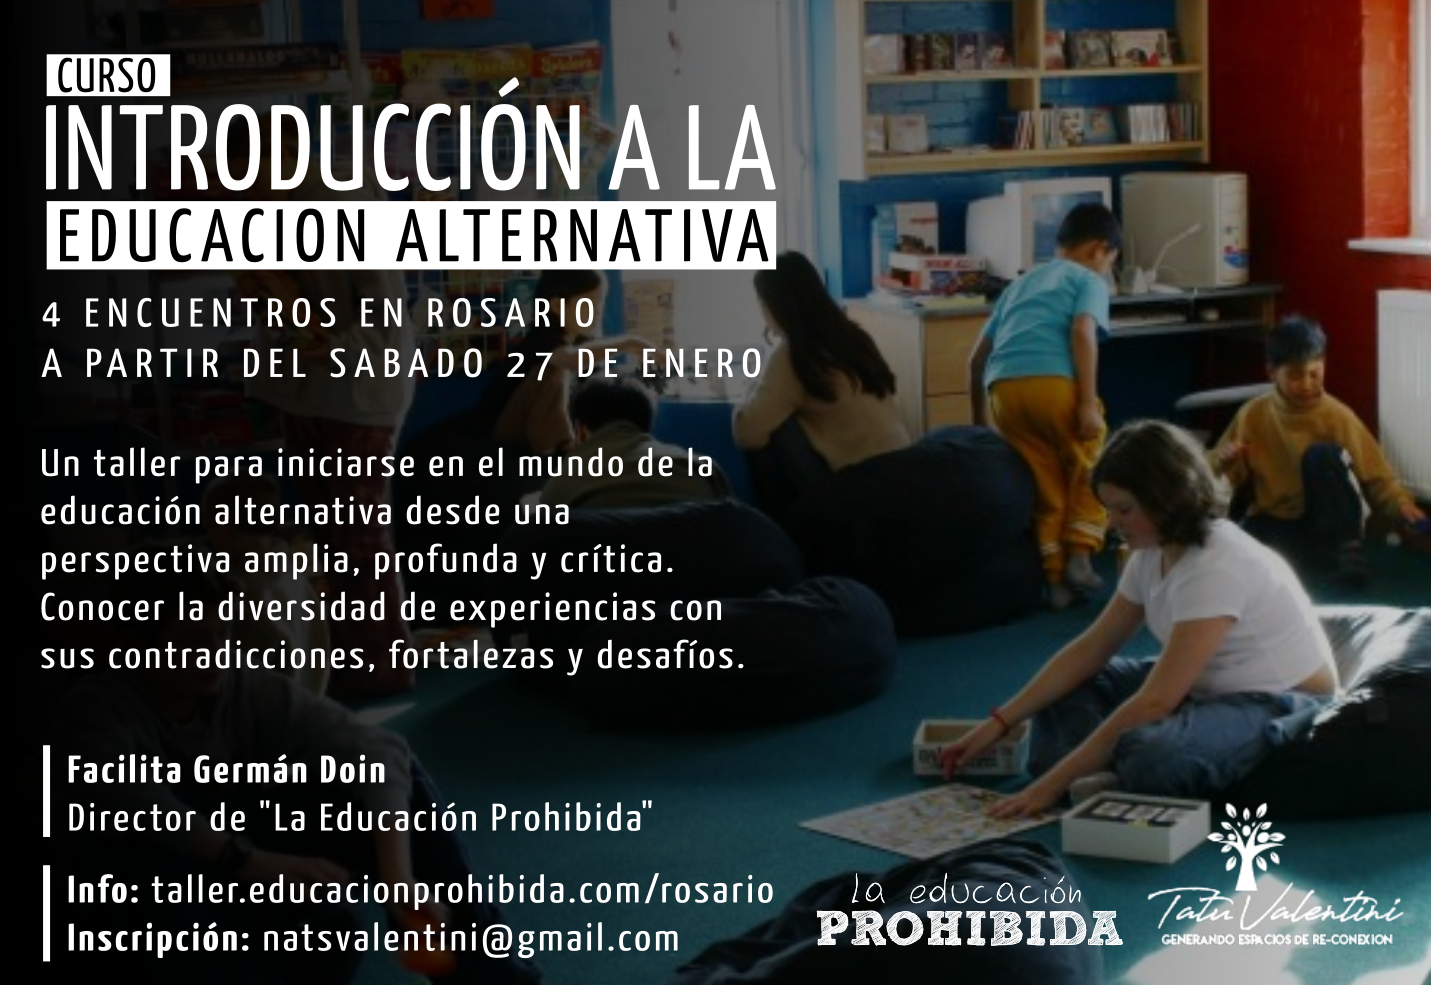 CURSO
INTRODUCCIÓN A LA
EDUCACION ALTERNATIVA
4 ENCUENTROS EN ROSARIO
A PARTIR DEL SABADO 27 DE ENERO
Un taller para iniciarse en el mundo de la
educación alternativa desde una
perspectiva amplia, profunda y crítica.
Conocer la diversidad de experiencias con
sus contradicciones, fortalezas y desafíos.
Facilita Germán Doin
Director de "La Educación Prohibida"
Info: taller.educacionprohibida.com/rosario
Inscripción: natsvalentini@gmail.com
la educación
PROHIBIDA
Tatu Valentini
GENERANDO ESPACIOS DE RE-CONEXION